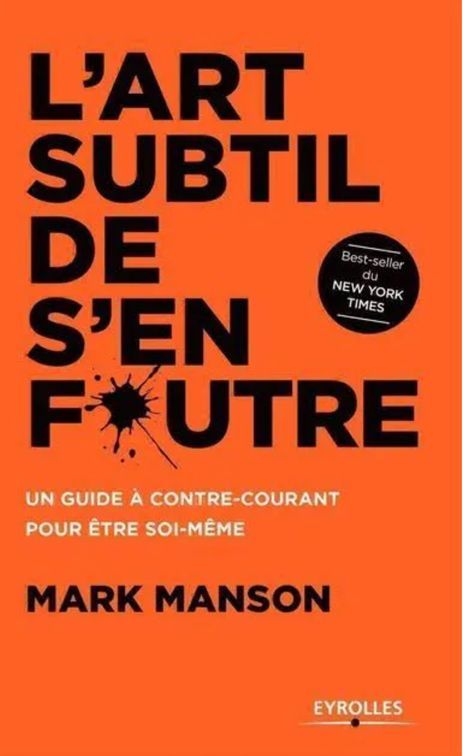 L'ART
SUBTIL
DE
S'EN
F*UTRE
Best-seller
du
NEW YORK
TIMES
UN GUIDE À CONTRE-COURANT
POUR ÊTRE SOI-MÊME
MARK MANSON
EYROLLES